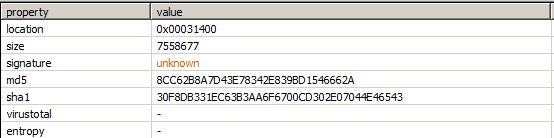 property value
location 0x00031400
size 7558677
signature unknown
md5 8CC62B8A7D43E78342E839BD1546662A
sha1 30F8DB331EC63B3AA6F6700CD302E07044E46543
virustotal -
entropy -